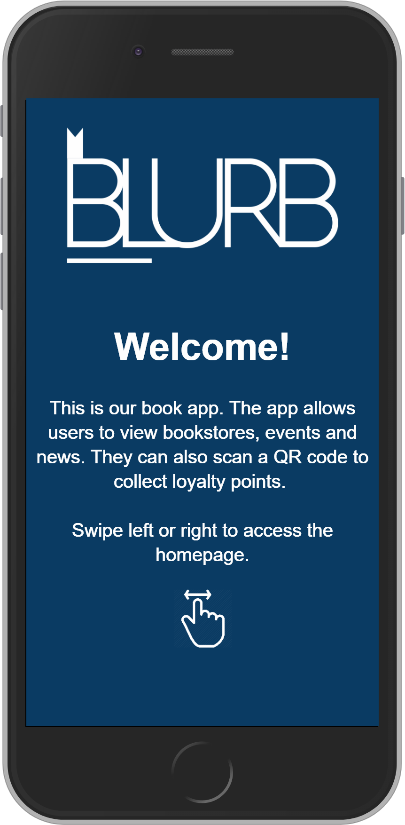 BLURB
Welcome!
This is our book app. The app allows
users to view bookstores, events and
news. They can also scan a QR code to
collect loyalty points.
Swipe left or right to access the
homepage.